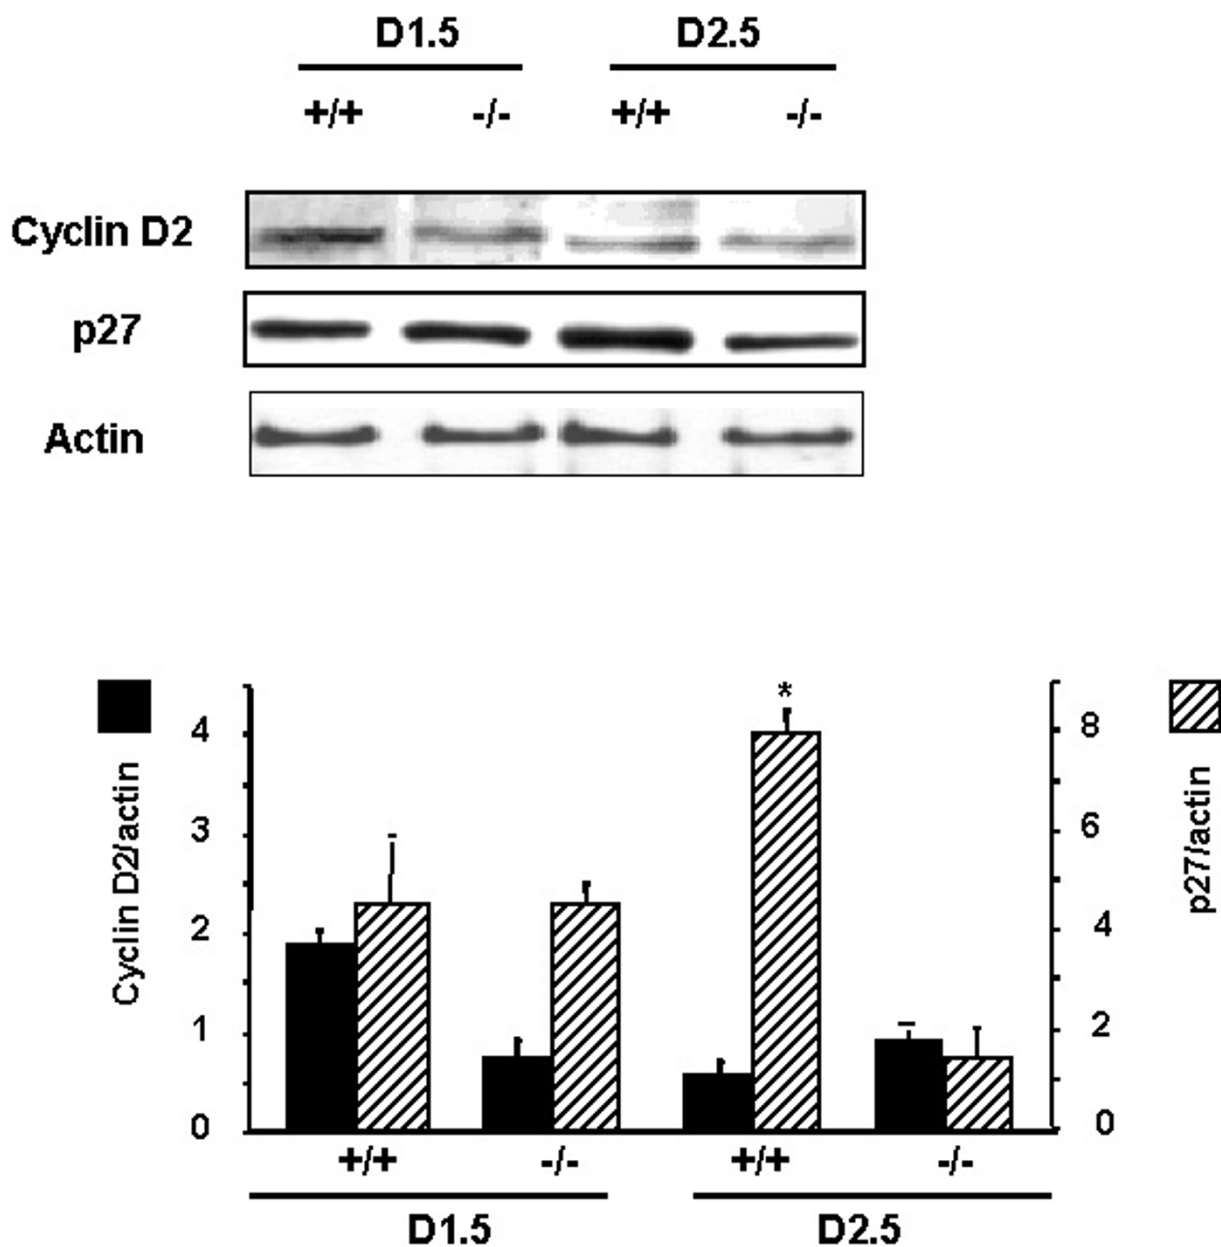 D1.5 D2.5
+/+ -/- +/+ -/-
Cyclin D2
p27
Actin
*
4 8
3 6
2 4
1 2
0 0
Cyclin D2/actin
p27/actin
+/+ -/- +/+ -/-
D1.5 D2.5